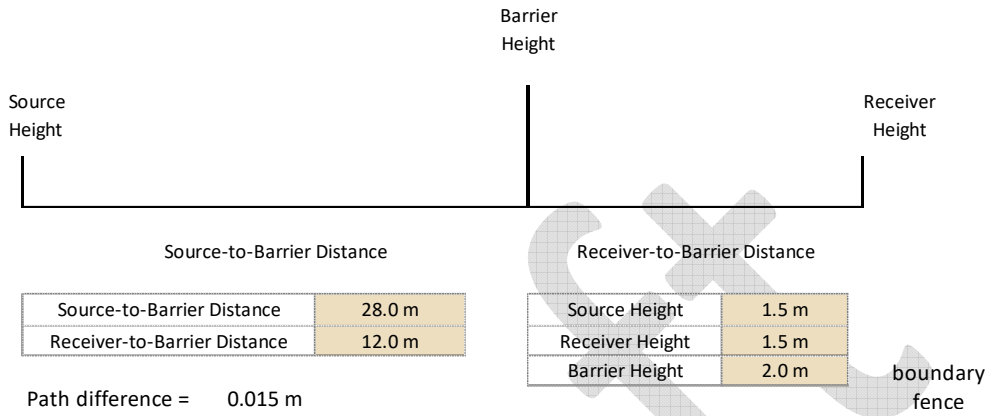 Barrier
Height
Source
Height
Receiver
Height
Source-to-Barrier Distance
Receiver-to-Barrier Distance
Source-to-Barrier Distance 28.0 m
Receiver-to-Barrier Distance 12.0 m
Source Height 1.5 m
Receiver Height 1.5 m
Barrier Height 2.0 m
boundary
fence
Path difference = 0.015 m
ft